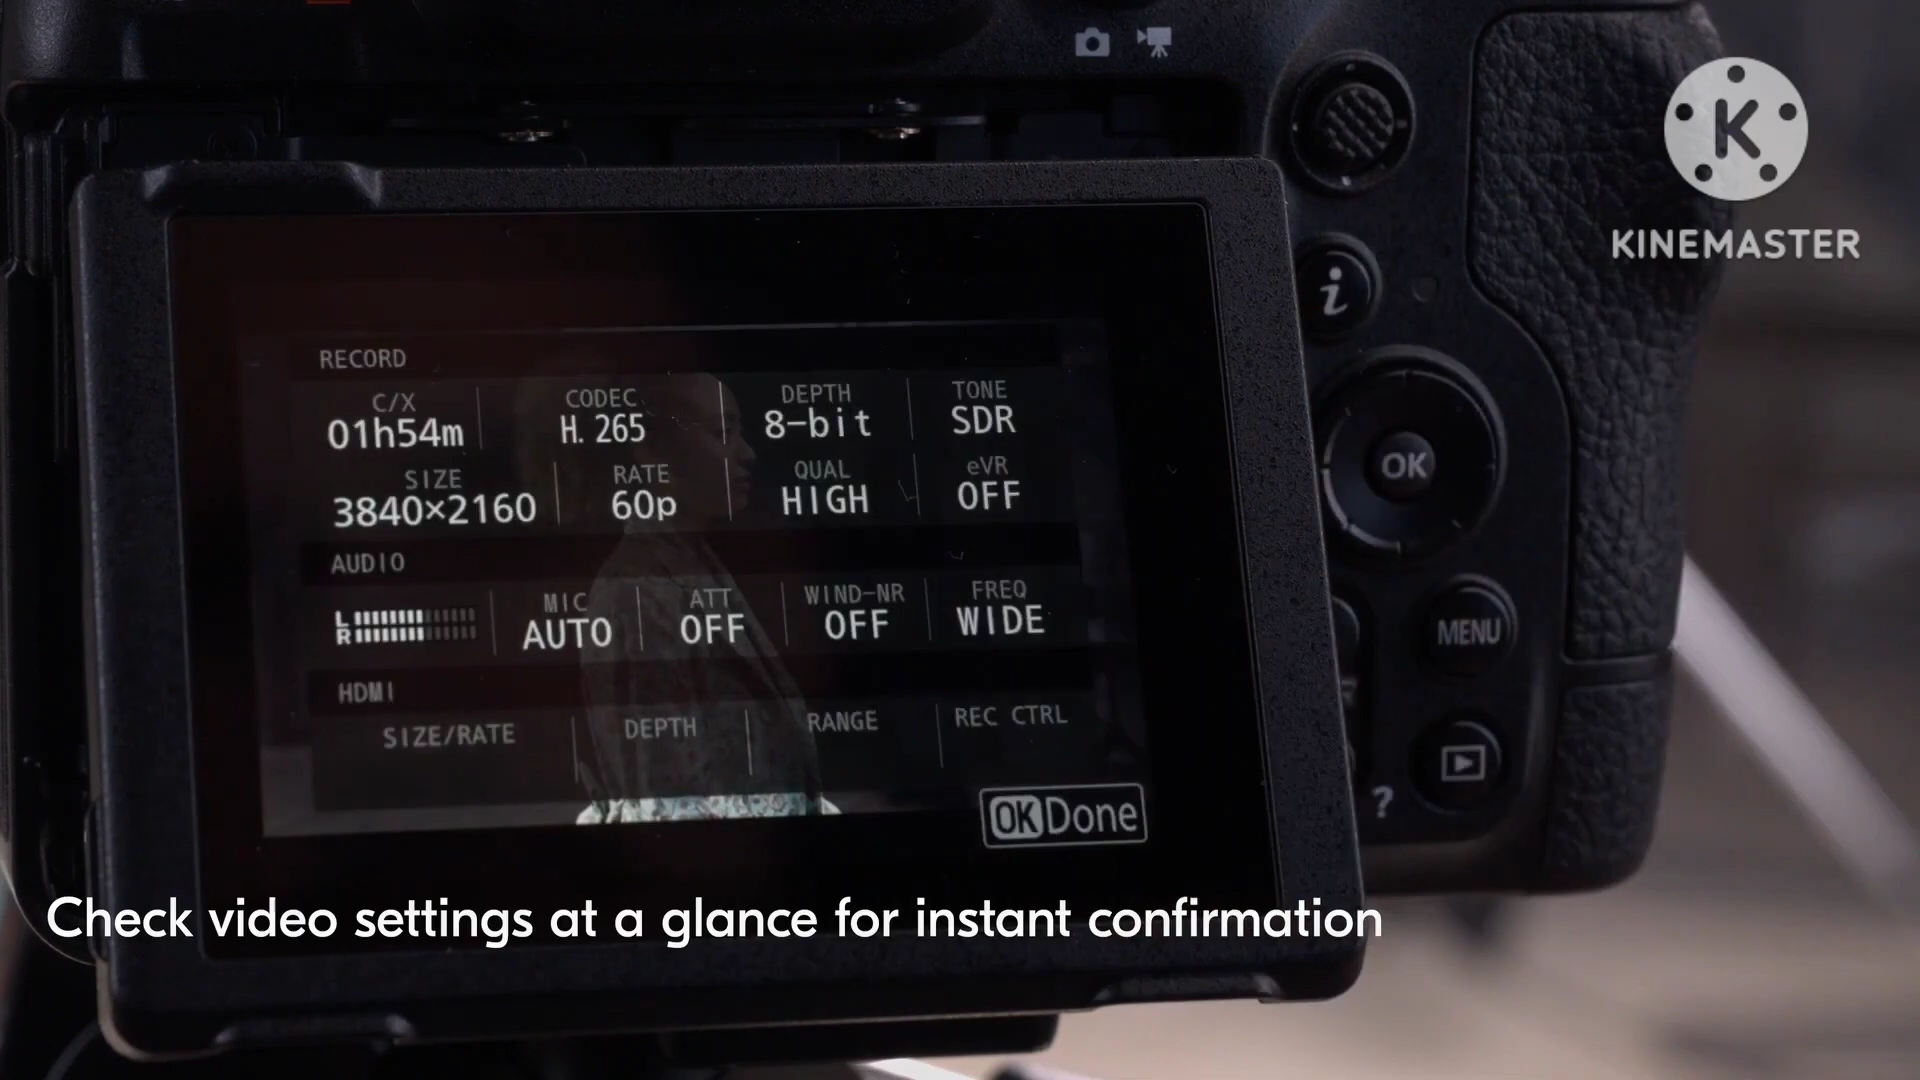 K
KINEMASTER
i
RECORD
C/X CODEC DEPTH TONE
01h54m H.265 8-bit SDR
SIZE RATE QUAL eVR
3840×2160 60p HIGH OFF
OK
AUDIO
MIC ATT WIND-NR FREQ
L
R
AUTO OFF OFF WIDE
MENU
HDMI
SIZE/RATE DEPTH RANGE REC CTRL
?
OK Done
Check video settings at a glance for instant confirmation